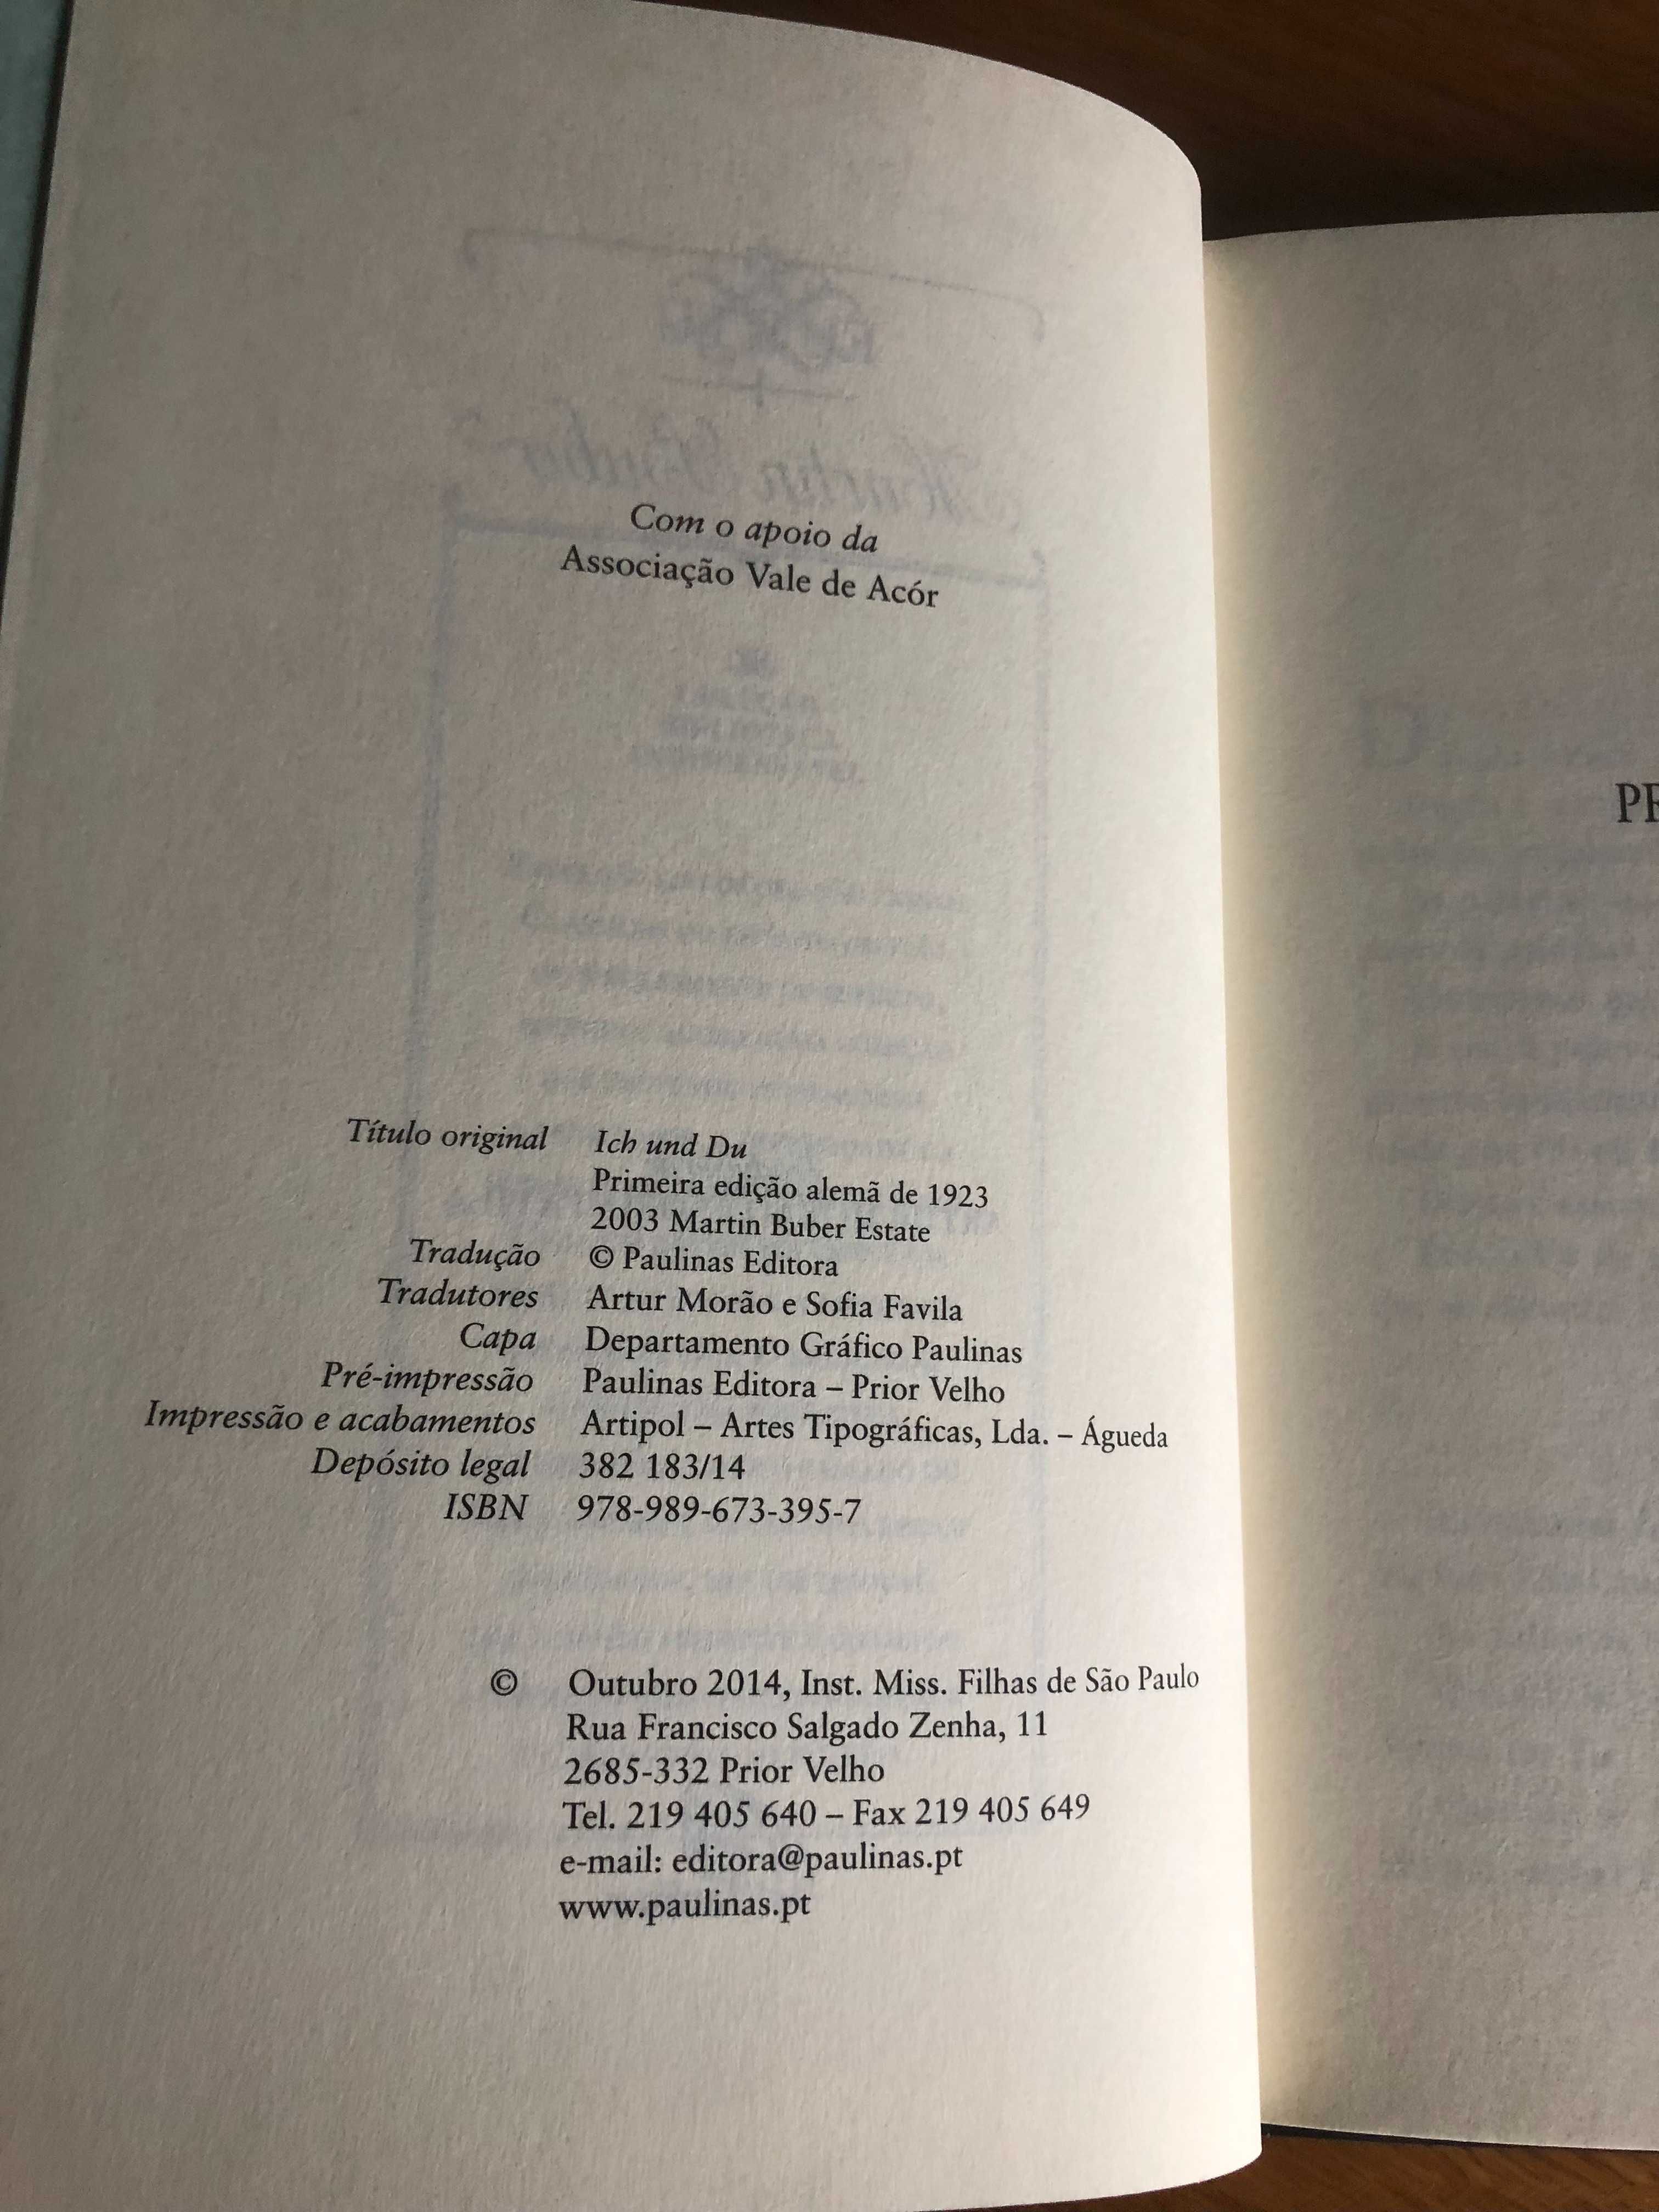 Com o apoio da
Associação Vale de Acór
Título original Ich und Du
Primeira edição alemã de 1923
2003 Martin Buber Estate
Tradução © Paulinas Editora
Tradutores Artur Morão e Sofia Favila
Capa Departamento Gráfico Paulinas
Pré-impressão Paulinas Editora – Prior Velho
Impressão e acabamentos Artipol – Artes Tipográficas, Lda. – Águeda
Depósito legal 382 183/14
ISBN 978-989-673-395-7
© Outubro 2014, Inst. Miss. Filhas de São Paulo
Rua Francisco Salgado Zenha, 11
2685-332 Prior Velho
Tel. 219 405 640 – Fax 219 405 649
e-mail: editora@paulinas.pt
www.paulinas.pt